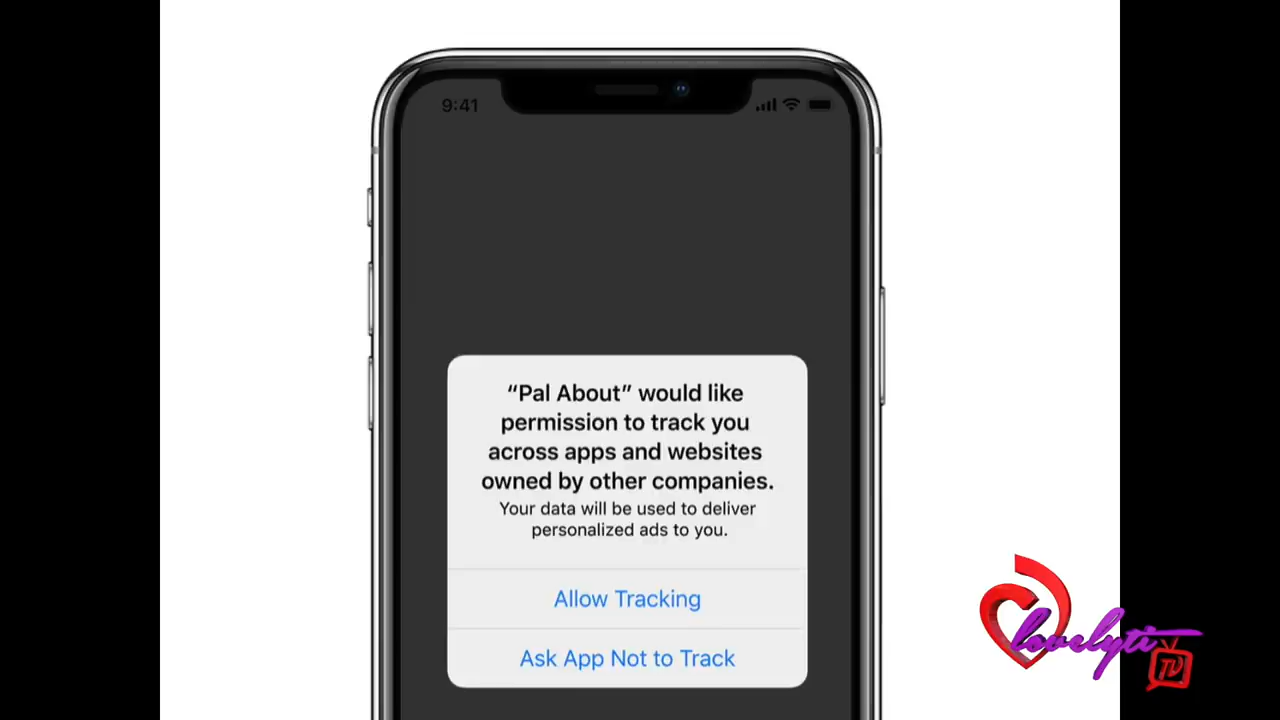 9:41
“Pal About” would like
permission to track you
across apps and websites
owned by other companies.
Your data will be used to deliver
personalized ads to you.
Allow Tracking
Ask App Not to Track
lovelyti
TV